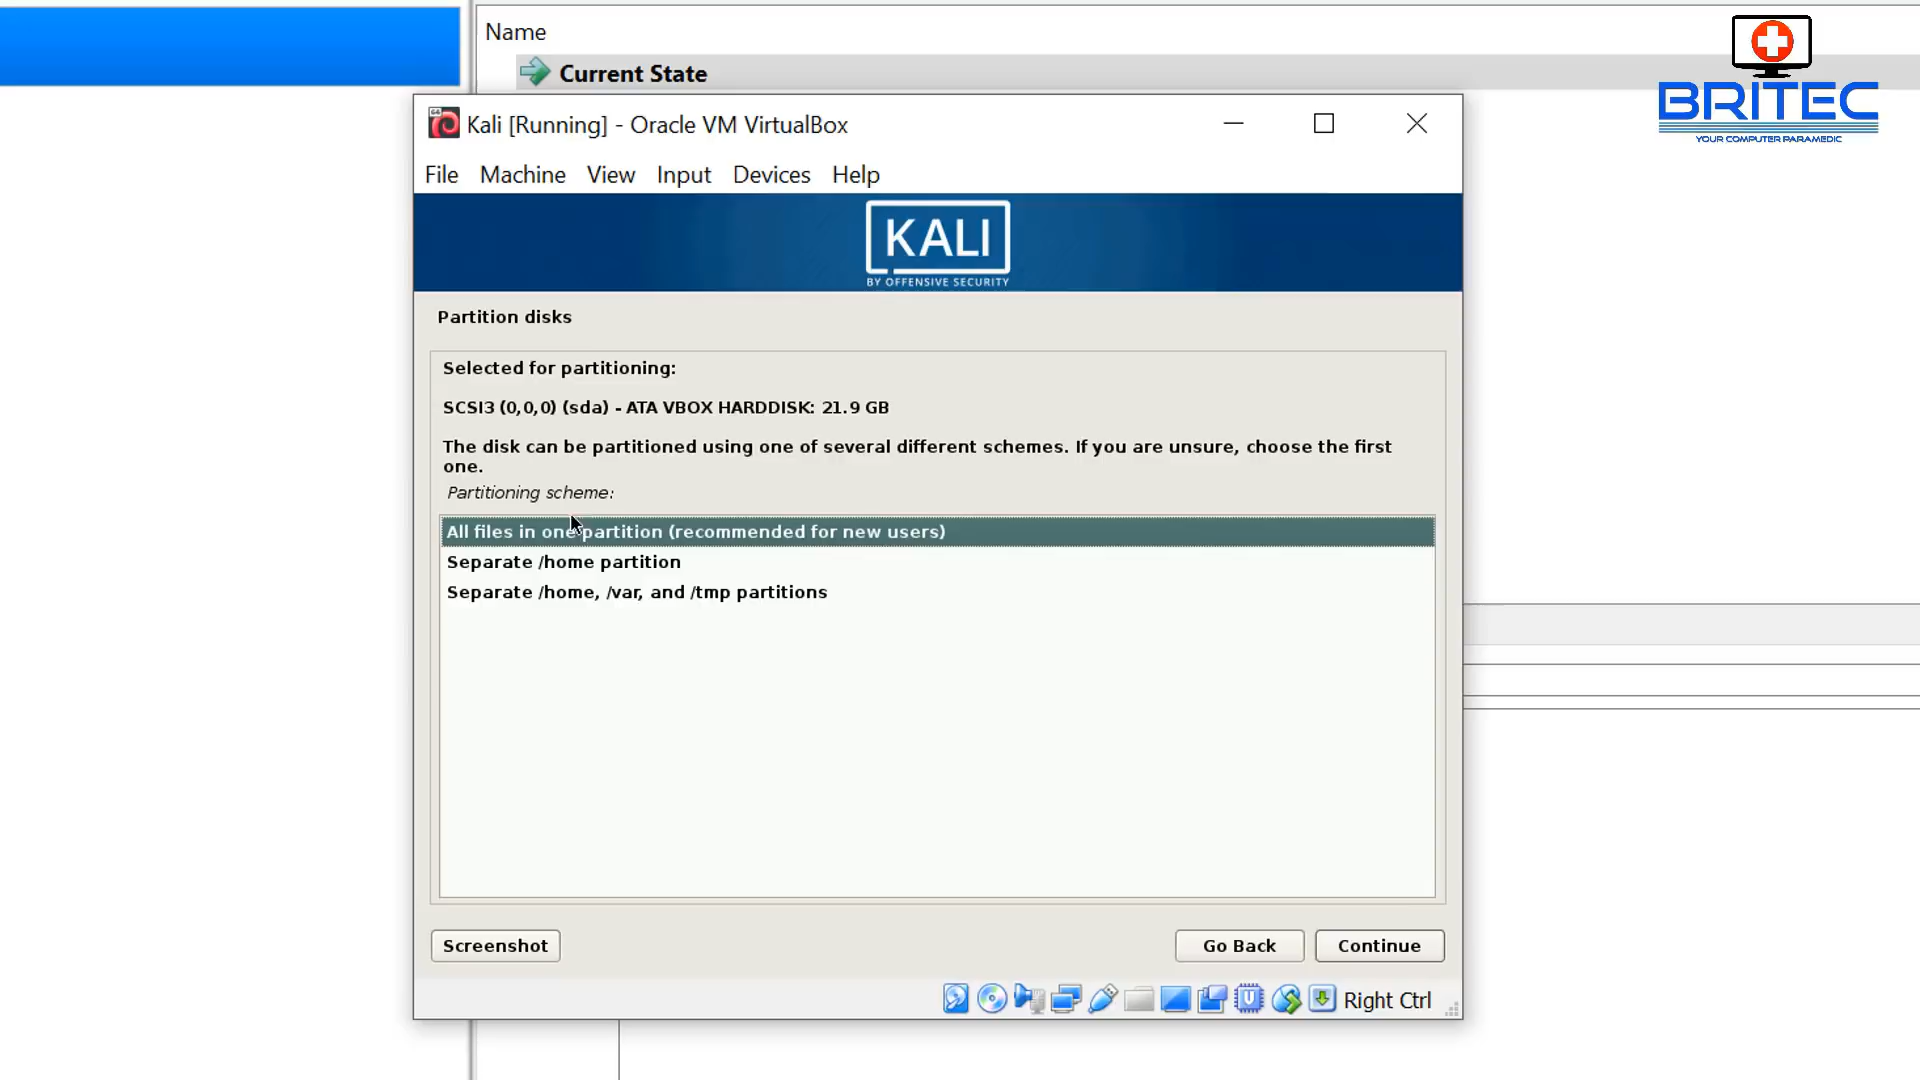 Name
Current State
BRITEC
YOUR COMPUTER PARAMEDIC
Kali [Running] - Oracle VM VirtualBox
File Machine View Input Devices Help
KALI
BY OFFENSIVE SECURITY
Partition disks
Selected for partitioning:
SCSI3 (0,0,0) (sda) - ATA VBOX HARDDISK: 21.9 GB
The disk can be partitioned using one of several different schemes. If you are unsure, choose the first
one.
Partitioning scheme:
All files in one partition (recommended for new users)
Separate /home partition
Separate /home, /var, and /tmp partitions
Screenshot Go Back Continue
Right Ctrl